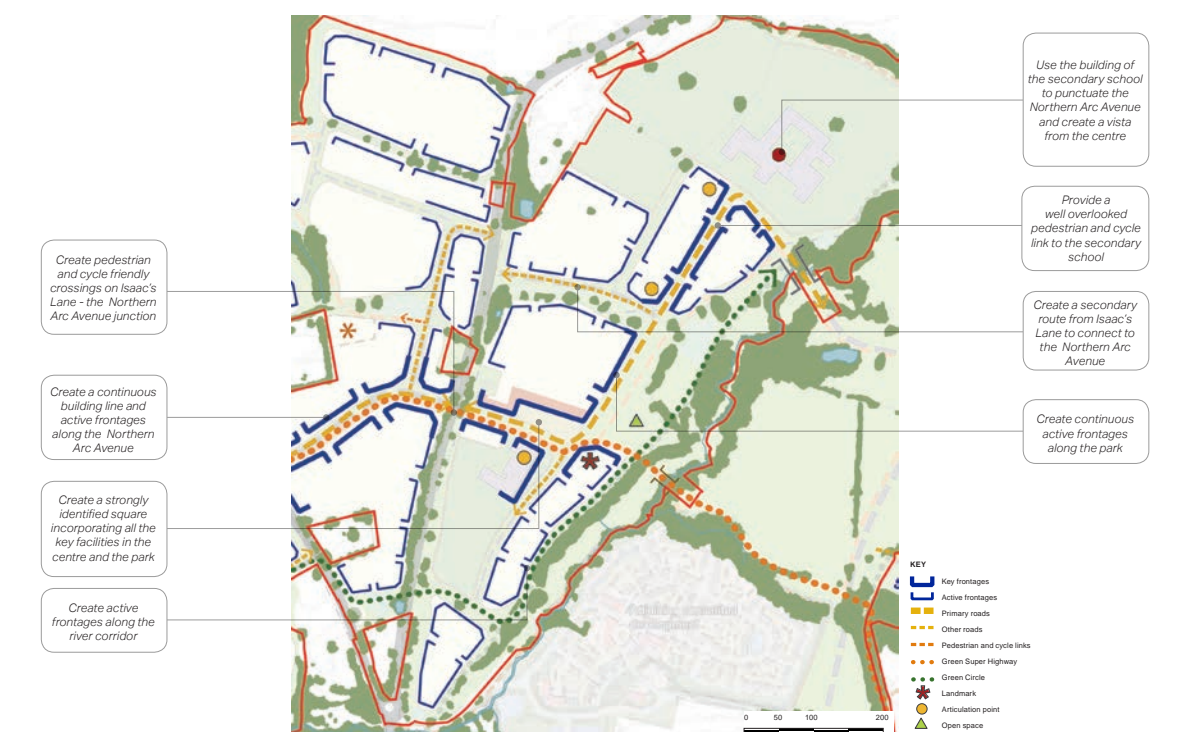 Create pedestrian
and cycle friendly
crossings on Isaac's
Lane - the Northern
Arc Avenue junction
Create a continuous
building line and
active frontages
along the Northern
Arc Avenue
Create a strongly
identified square
incorporating all the
key facilities in the
centre and the park
Create active
frontages along the
river corridor
Use the building of
the secondary school
to punctuate the
Northern Arc Avenue
and create a vista
from the centre
Provide a
well overlooked
pedestrian and cycle
link to the secondary
school
Create a secondary
route from Isaac's
Lane to connect to
the Northern Arc
Avenue
Create continuous
active frontages
along the park
KEY
Key frontages
Active frontages
Primary roads
Other roads
Pedestrian and cycle links
Green Super Highway
Green Circle
Landmark
Articulation point
Open space
0 50 100 200